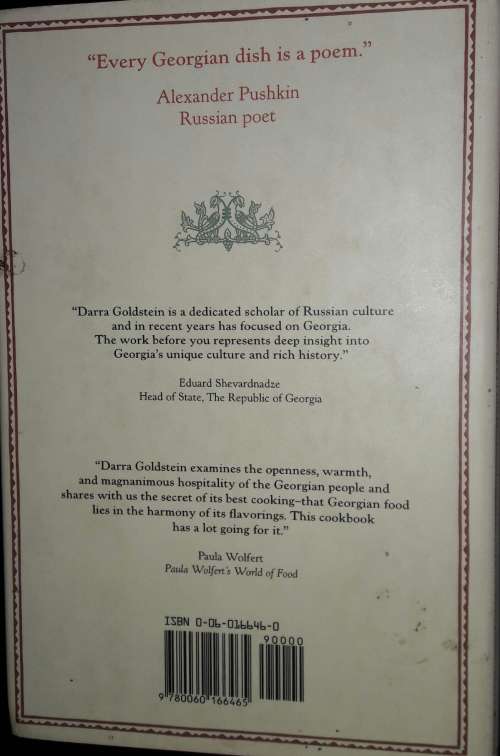 “Every Georgian dish is a poem.”
Alexander Pushkin
Russian poet
“Darra Goldstein is a dedicated scholar of Russian culture
and in recent years has focused on Georgia.
The work before you represents deep insight into
Georgia’s unique culture and rich history.”
Eduard Shevardnadze
Head of State, The Republic of Georgia
“Darra Goldstein examines the openness, warmth,
and magnanimous hospitality of the Georgian people and
shares with us the secret of its best cooking–that Georgian food
lies in the harmony of its flavorings. This cookbook
has a lot going for it.”
Paula Wolfert
Paula Wolfert’s World of Food
ISBN 0-06-016646-0
90000
9 780060 166465